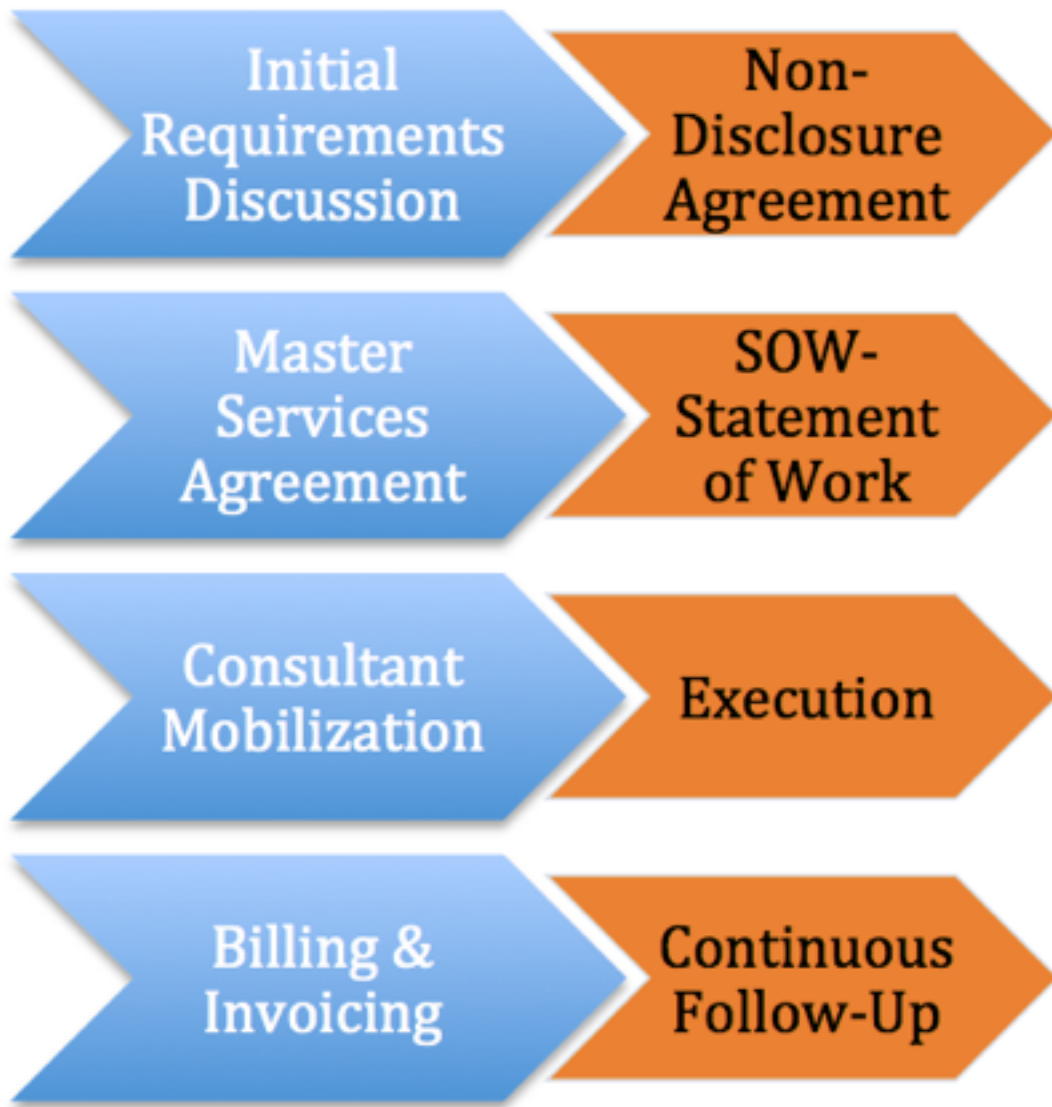 Initial
Requirements
Discussion
Non-
Disclosure
Agreement
Master
Services
Agreement
SOW-
Statement
of Work
Consultant
Mobilization
Execution
Billing &
Invoicing
Continuous
Follow-Up